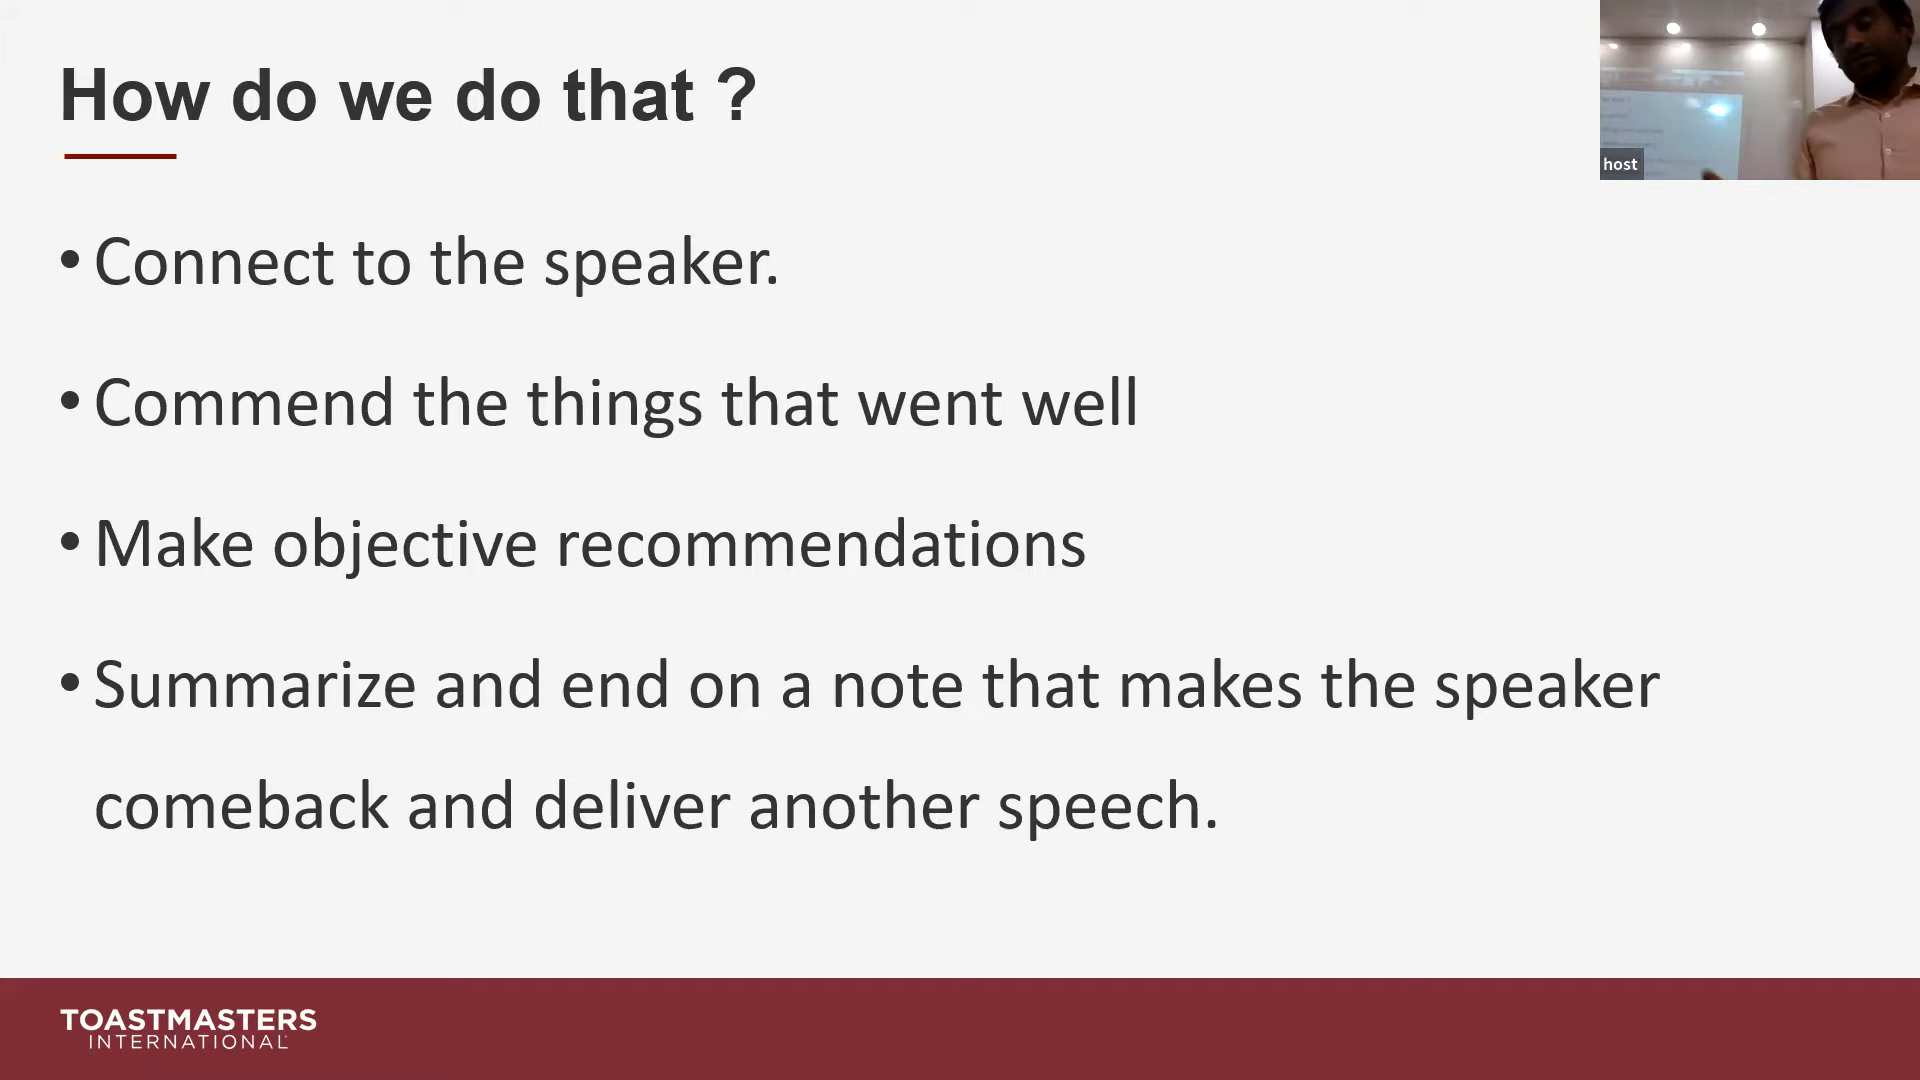 How do we do that ?
host
• Connect to the speaker.
• Commend the things that went well
• Make objective recommendations
• Summarize and end on a note that makes the speaker
comeback and deliver another speech.
TOASTMASTERS
INTERNATIONAL